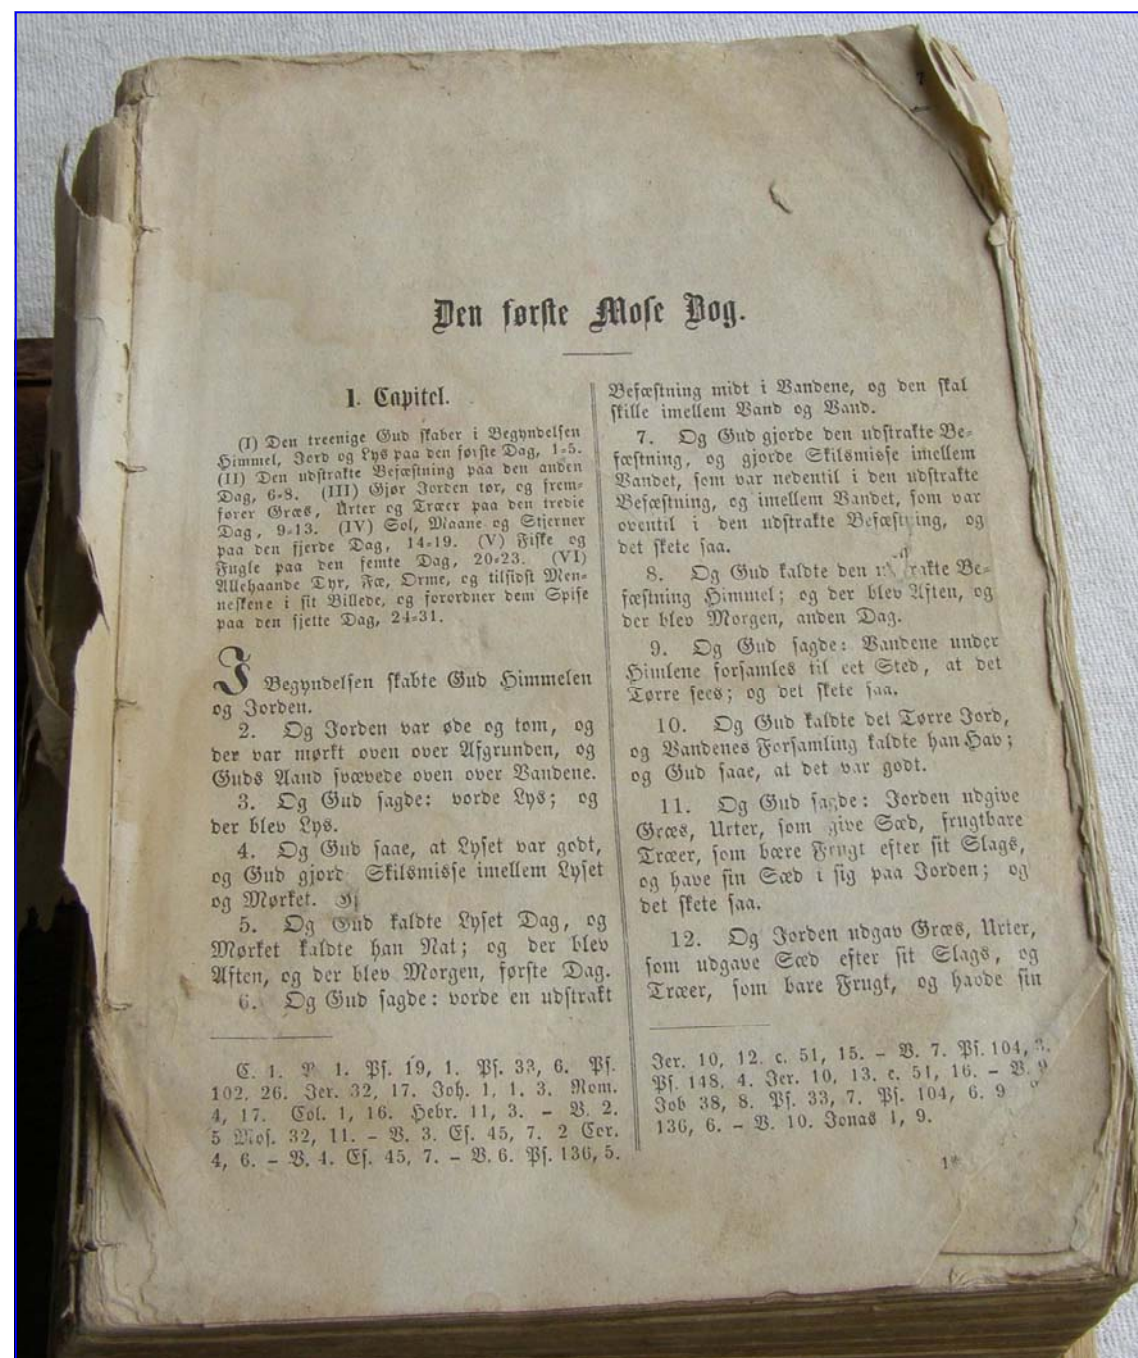 7
Den første Mose Bog.
1. Capitel.
(I) Den treenige Gud skaber i Begyndelsen
Himmel, Jord og Lys paa den første Dag, 1-5.
(II) Den udstrakte Befæstning paa den anden
Dag, 6-8. (III) Gjør Jorden tør, og frem-
fører Græs, Urter og Træer paa den tredie
Dag, 9-13. (IV) Sol, Maane og Stjerner
paa den fjerde Dag, 14-19. (V) Fiske og
Fugle paa den femte Dag, 20-23. (VI)
Allehaande Dyr, Fæ, Orme, og tilsidst Men-
neskene i sit Billede, og forordner dem Spise
paa den sjette Dag, 24-31.
I Begyndelsen skabte Gud Himmelen
og Jorden.
2. Og Jorden var øde og tom, og
der var mørkt oven over Afgrunden, og
Guds Aand svævede oven over Vandene.
3. Og Gud sagde: vorde Lys; og
der blev Lys.
4. Og Gud saae, at Lyset var godt,
og Gud gjord Skilsmisse imellem Lyset
og Mørket.
5. Og Gud kaldte Lyset Dag, og
Mørket kaldte han Nat; og der blev
Aften, og der blev Morgen, første Dag.
6. Og Gud sagde: vorde en udstrakt
C. 1. V. 1. Ps. 19, 1. Ps. 33, 6. Ps.
102, 26. Jer. 32, 17. Joh. 1, 1. 3. Rom.
4, 17. Col. 1, 16. Hebr. 11, 3. – V. 2.
5 Mos. 32, 11. – V. 3. Es. 45, 7. 2 Cor.
4, 6. – V. 4. Es. 45, 7. – V. 6. Ps. 136, 5.
Befæstning midt i Vandene, og den skal
skille imellem Vand og Vand.
7. Og Gud gjorde den udstrakte Be-
fæstning, og gjorde Skilsmisse imellem
Vandet, som var nedentil i den udstrakte
Befæstning, og imellem Vandet, som var
oventil i den udstrakte Befæstning, og
det skete saa.
8. Og Gud kaldte den udstrakte Be-
fæstning Himmel; og der blev Aften, og
der blev Morgen, anden Dag.
9. Og Gud sagde: Vandene under
Himlene forsamles til eet Sted, at det
Tørre sees; og det skete saa.
10. Og Gud kaldte det Tørre Jord,
og Vandenes Forsamling kaldte han Hav;
og Gud saae, at det var godt.
11. Og Gud sagde: Jorden udgive
Græs, Urter, som give Sæd, frugtbare
Træer, som bære Frugt efter sit Slags,
og have sin Sæd i sig paa Jorden; og
det skete saa.
12. Og Jorden udgav Græs, Urter,
som udgave Sæd efter sit Slags, og
Træer, som bare Frugt, og havde sin
Jer. 10, 12. c. 51, 15. – V. 7. Ps. 104, 3.
Ps. 148, 4. Jer. 10, 13. c. 51, 16. – V. 9
Job 38, 8. Ps. 33, 7. Ps. 104, 6. 9
136, 6. – V. 10. Jonas 1, 9.
1*